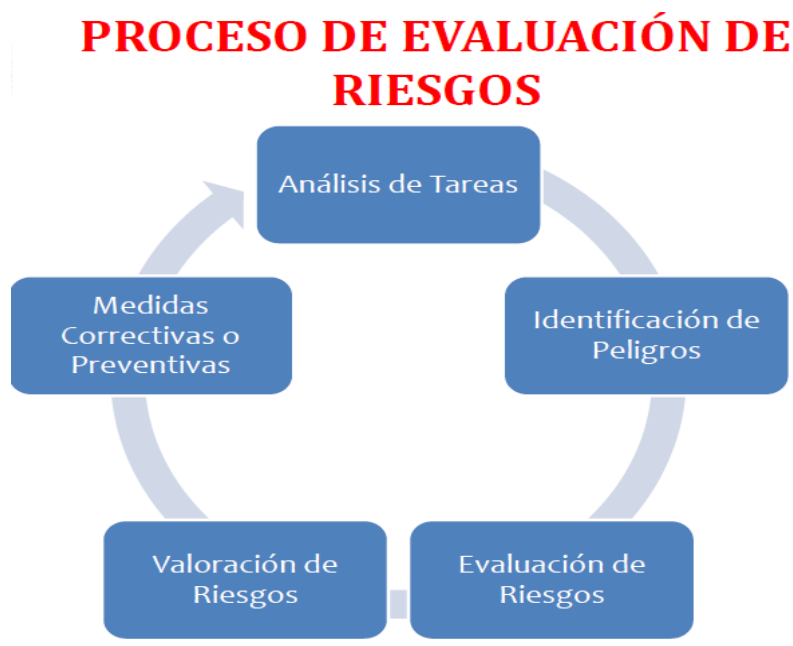 PROCESO DE EVALUACIÓN DE
RIESGOS
Análisis de Tareas
Identificación de
Peligros
Evaluación de
Riesgos
Valoración de
Riesgos
Medidas
Correctivas o
Preventivas